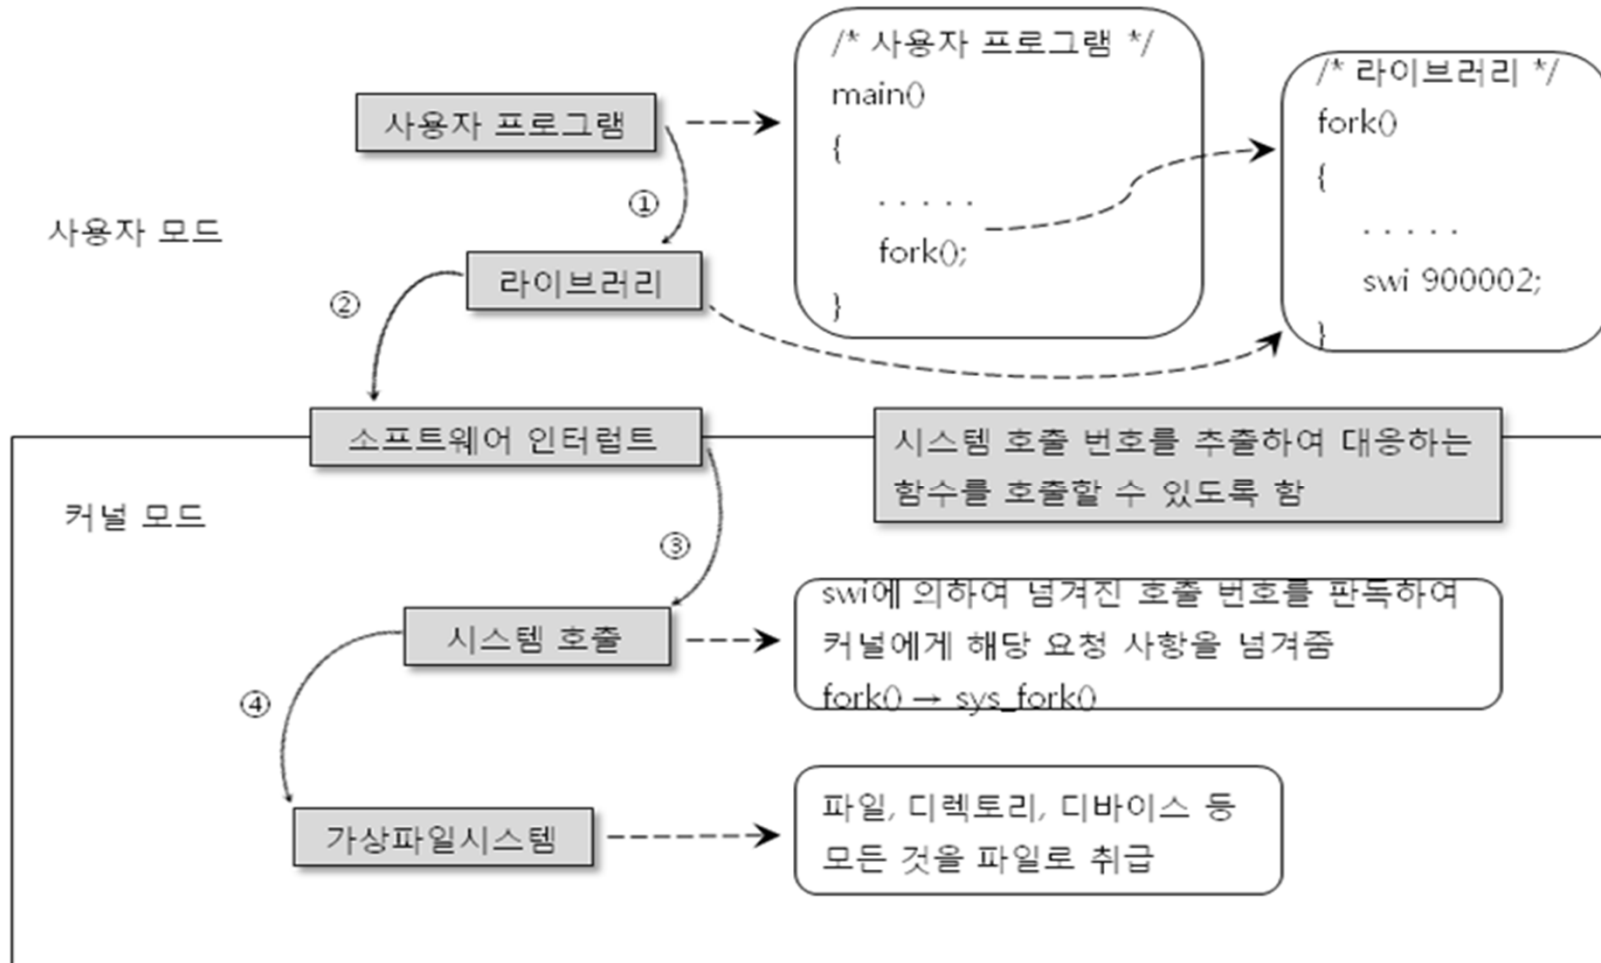 /* 사용자 프로그램 */
main()
{
. . . . .
fork();
}
/* 라이브러리 */
fork()
{
. . . . .
swi 900002;
}
사용자 프로그램
①
사용자 모드
라이브러리
②
소프트웨어 인터럽트
시스템 호출 번호를 추출하여 대응하는
함수를 호출할 수 있도록 함
커널 모드
③
시스템 호출
swi에 의하여 넘겨진 호출 번호를 판독하여
커널에게 해당 요청 사항을 넘겨줌
fork() → sys_fork()
④
가상파일시스템
파일, 디렉토리, 디바이스 등
모든 것을 파일로 취급